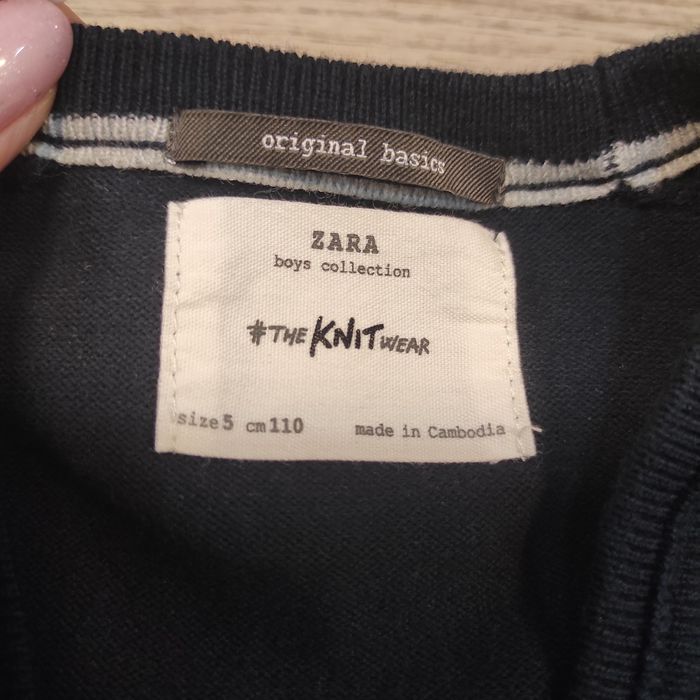 original basics
ZARA
boys collection
#THE KNITWEAR
size 5 cm 110 made in Cambodia